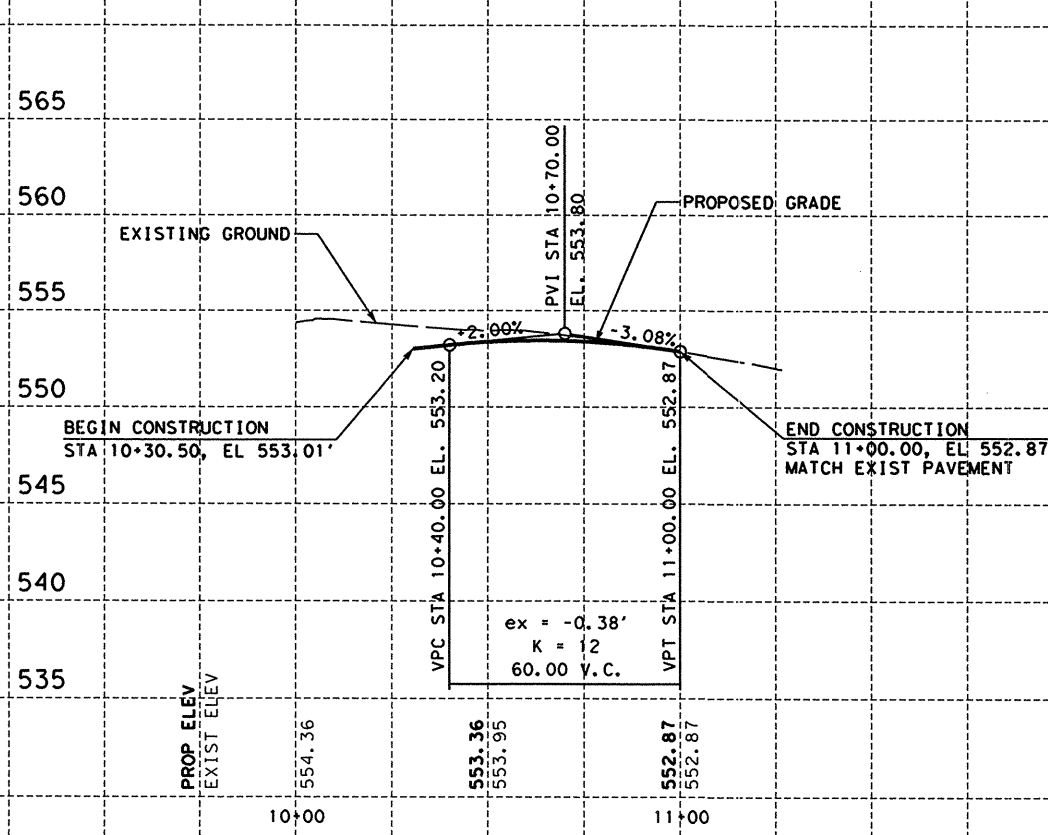 565
560
555
550
545
540
535
EXISTING GROUND
PVI STA 10+70.00
EL. 553.80
PROPOSED GRADE
+2.00%
-3.08%
BEGIN CONSTRUCTION
STA 10+30.50, EL 553.01'
END CONSTRUCTION
STA 11+00.00, EL 552.87
MATCH EXIST PAVEMENT
VPC STA 10+40.00 EL. 553.20
VPT STA 11+00.00 EL. 552.87
ex = -0.38'
K = 12
60.00 V.C.
PROP ELEV
EXIST ELEV
554.36
553.36
553.95
552.87
552.87
10+00
11+00